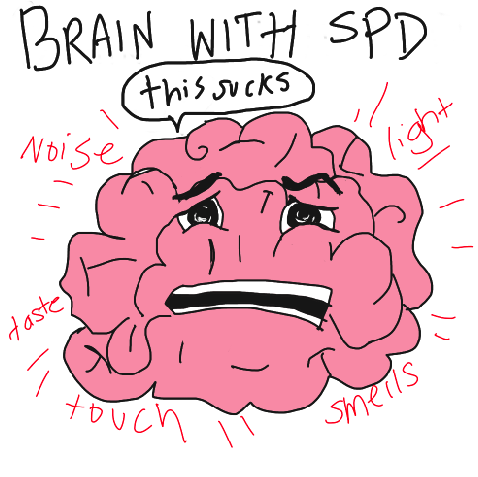 BRAIN WITH SPD
this sucks
Noise
light
taste
touch
smells